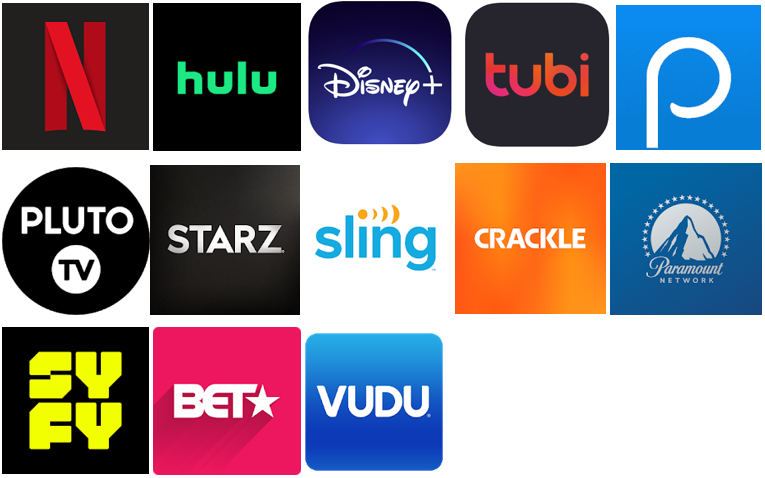 N
hulu
Disney+
tubi
P
PLUTO
TV
STARZ
sling
CRACKLE
Paramount
NETWORK
SY
FY
BET★
VUDU